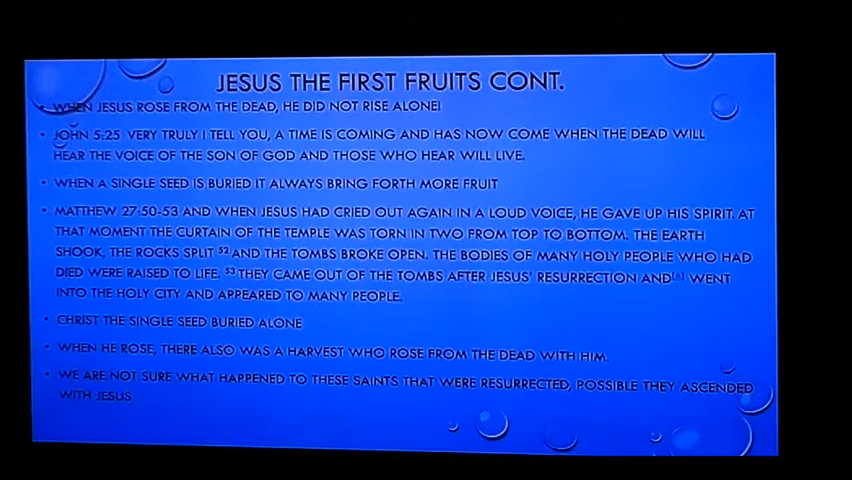 JESUS THE FIRST FRUITS CONT.
• WHEN JESUS ROSE FROM THE DEAD, HE DID NOT RISE ALONE!
• JOHN 5:25 VERY TRULY I TELL YOU, A TIME IS COMING AND HAS NOW COME WHEN THE DEAD WILL
HEAR THE VOICE OF THE SON OF GOD AND THOSE WHO HEAR WILL LIVE.
• WHEN A SINGLE SEED IS BURIED IT ALWAYS BRING FORTH MORE FRUIT
• MATTHEW 27:50-53 AND WHEN JESUS HAD CRIED OUT AGAIN IN A LOUD VOICE, HE GAVE UP HIS SPIRIT. AT
THAT MOMENT THE CURTAIN OF THE TEMPLE WAS TORN IN TWO FROM TOP TO BOTTOM. THE EARTH
SHOOK, THE ROCKS SPLIT 52 AND THE TOMBS BROKE OPEN. THE BODIES OF MANY HOLY PEOPLE WHO HAD
DIED WERE RAISED TO LIFE. 53 THEY CAME OUT OF THE TOMBS AFTER JESUS' RESURRECTION AND[A] WENT
INTO THE HOLY CITY AND APPEARED TO MANY PEOPLE.
• CHRIST THE SINGLE SEED BURIED ALONE
• WHEN HE ROSE, THERE ALSO WAS A HARVEST WHO ROSE FROM THE DEAD WITH HIM.
• WE ARE NOT SURE WHAT HAPPENED TO THESE SAINTS THAT WERE RESURRECTED, POSSIBLE THEY ASCENDED
WITH JESUS